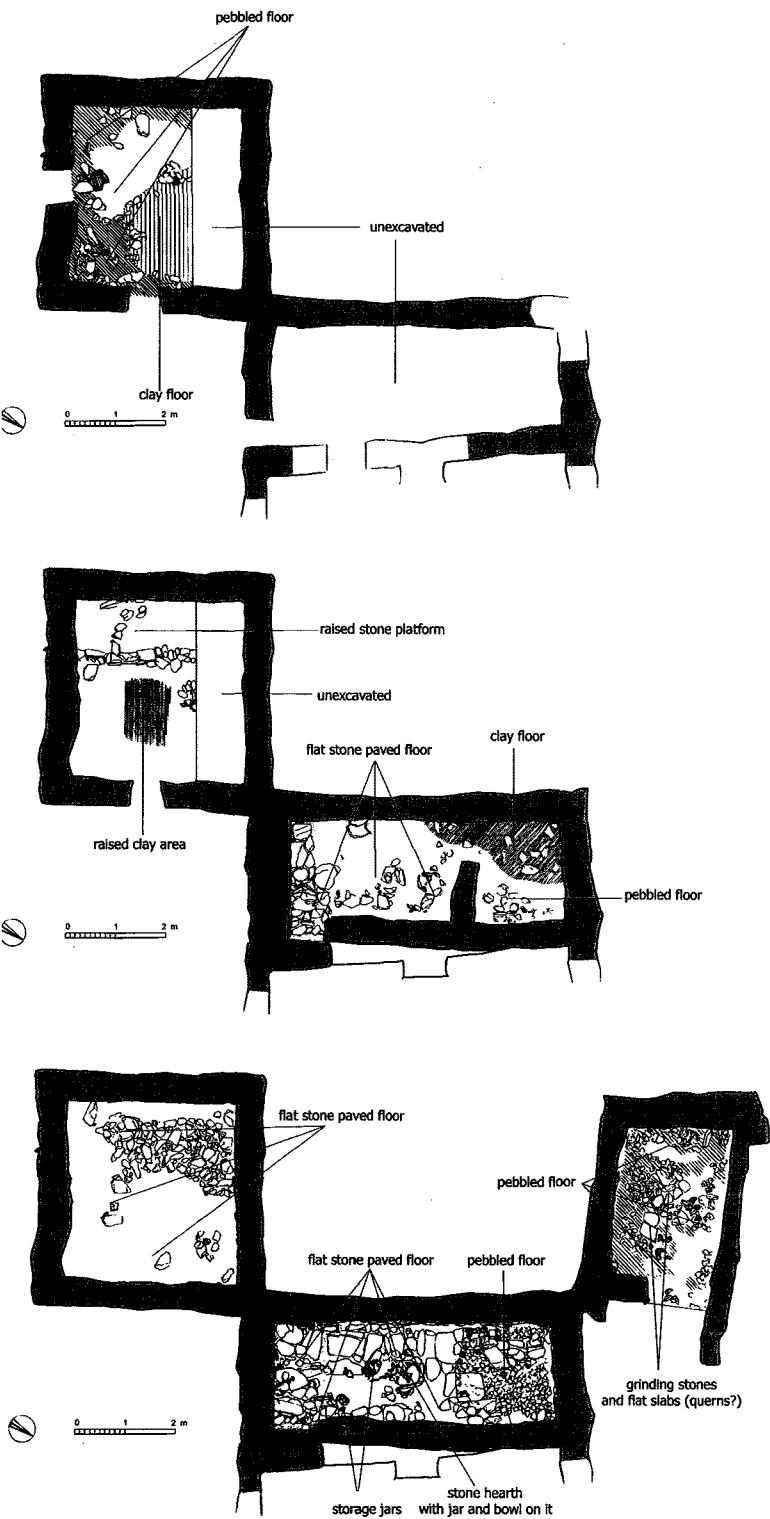 pebbled floor
unexcavated
clay floor
0 1 2 m
raised stone platform
unexcavated
clay floor
flat stone paved floor
raised clay area
pebbled floor
0 1 2 m
flat stone paved floor
pebbled floor
flat stone paved floor
pebbled floor
grinding stones
and flat slabs (querns?)
0 1 2 m
stone hearth
with jar and bowl on it
storage jars